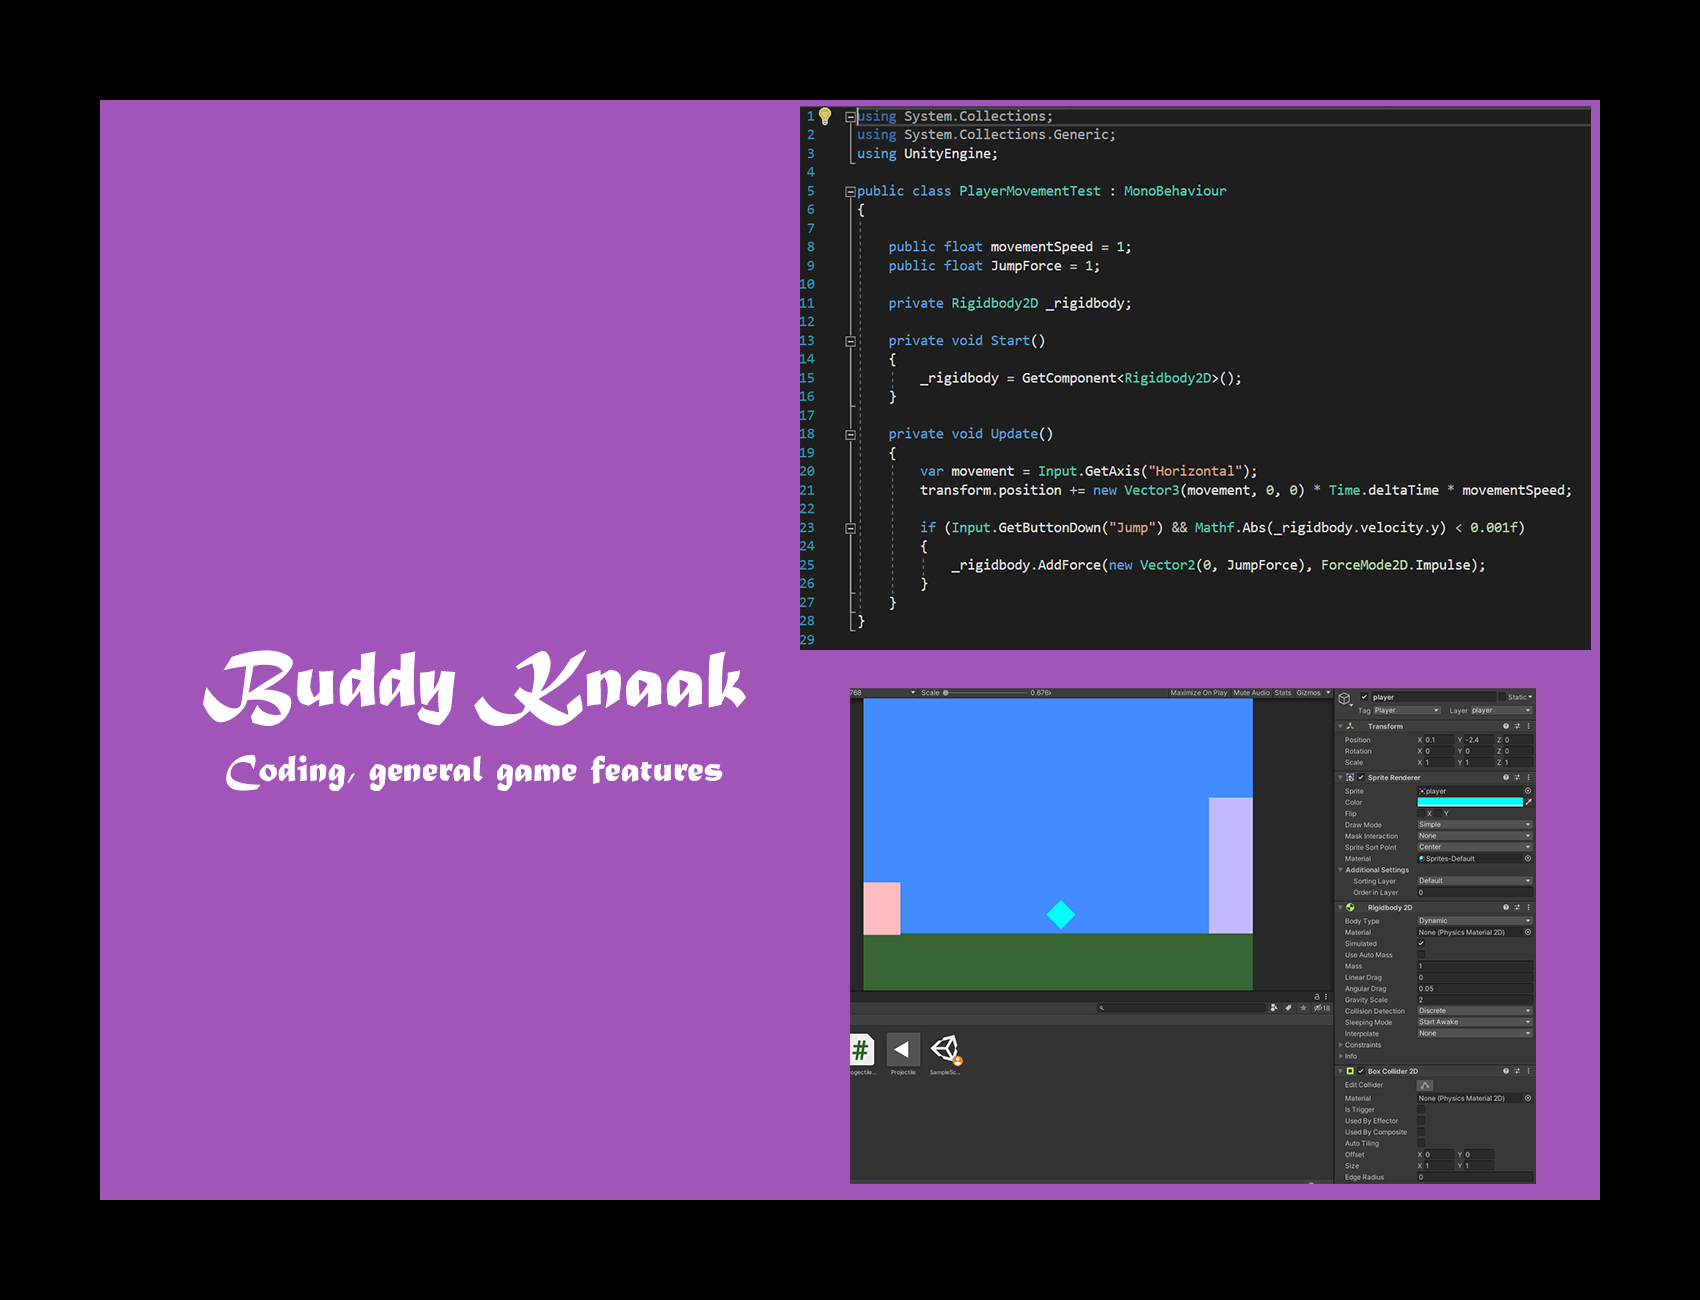 Buddy Knaak
Coding, general game features
1 using System.Collections;
2 using System.Collections.Generic;
3 using UnityEngine;
4
5 public class PlayerMovementTest : MonoBehaviour
6 {
7
8 public float movementSpeed = 1;
9 public float JumpForce = 1;
10
11 private Rigidbody2D _rigidbody;
12
13 private void Start()
14 {
15 _rigidbody = GetComponent<Rigidbody2D>();
16 }
17
18 private void Update()
19 {
20 var movement = Input.GetAxis("Horizontal");
21 transform.position += new Vector3(movement, 0, 0) * Time.deltaTime * movementSpeed;
22
23 if (Input.GetButtonDown("Jump") && Mathf.Abs(_rigidbody.velocity.y) < 0.001f)
24 {
25 _rigidbody.AddForce(new Vector2(0, JumpForce), ForceMode2D.Impulse);
26 }
27 }
28 }
29
768 Scale 0.676x Maximize On Play Mute Audio Stats Gizmos
18
ogectile... Projectile SampleSc...
player Static
Tag Player Layer player
Transform
Position X 0.1 Y -2.4 Z 0
Rotation X 0 Y 0 Z 0
Scale X 1 Y 1 Z 1
Sprite Renderer
Sprite player
Color
Flip X Y
Draw Mode Simple
Mask Interaction None
Sprite Sort Point Center
Material Sprites-Default
Additional Settings
Sorting Layer Default
Order in Layer 0
Rigidbody 2D
Body Type Dynamic
Material None (Physics Material 2D)
Simulated
Use Auto Mass
Mass 1
Linear Drag 0
Angular Drag 0.05
Gravity Scale 2
Collision Detection Discrete
Sleeping Mode Start Awake
Interpolate None
Constraints
Info
Box Collider 2D
Edit Collider
Material None (Physics Material 2D)
Is Trigger
Used By Effector
Used By Composite
Auto Tiling
Offset X 0 Y 0
Size X 1 Y 1
Edge Radius 0